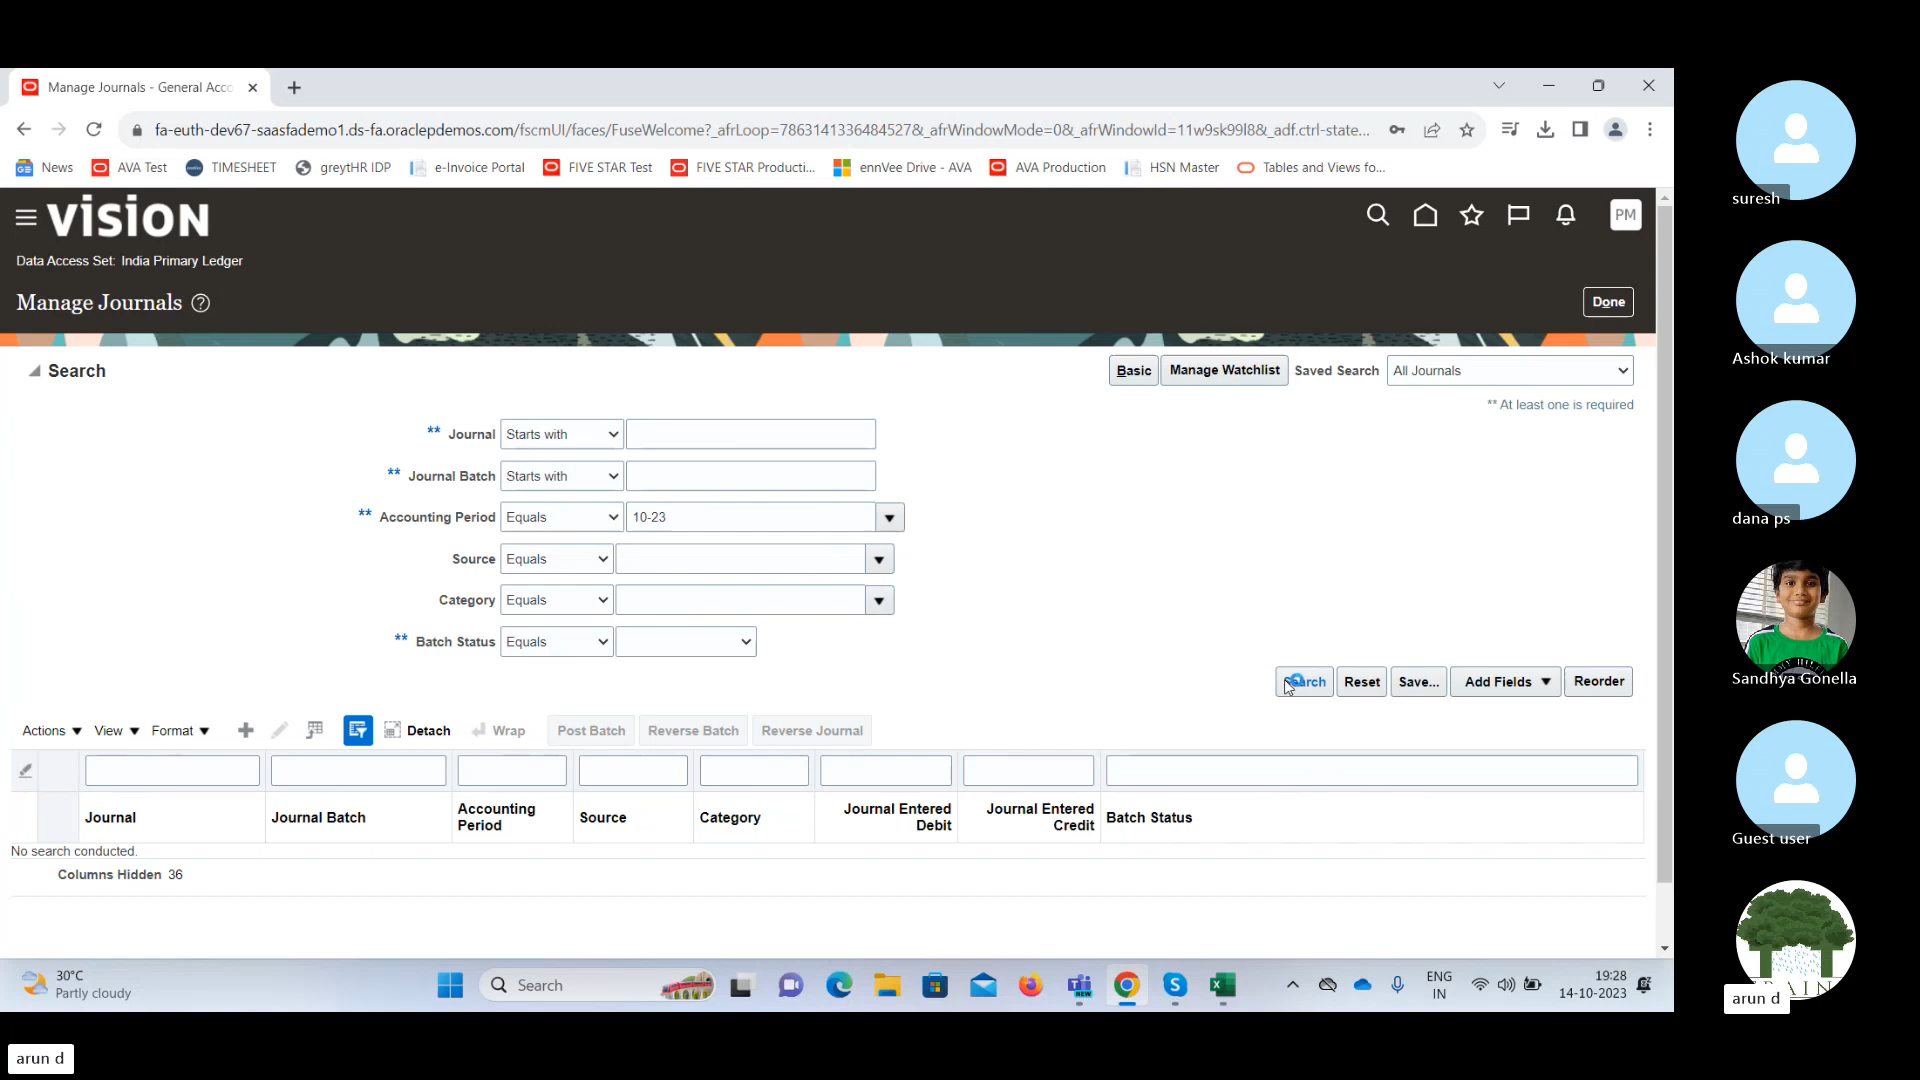 Manage Journals - General Acco
fa-euth-dev67-saasfademo1.ds-fa.oraclepdemos.com/fscmUI/faces/FuseWelcome?_afrLoop=7863141336484527&_afrWindowMode=0&_afrWindowId=11w9sk99l8&_adf.ctrl-state...
News AVA Test TIMESHEET greytHR IDP e-Invoice Portal FIVE STAR Test FIVE STAR Producti... ennVee Drive - AVA AVA Production HSN Master Tables and Views fo...
VISION
PM
Data Access Set: India Primary Ledger
Manage Journals
Done
Search
Basic Manage Watchlist Saved Search All Journals
** At least one is required
** Journal Starts with
** Journal Batch Starts with
** Accounting Period Equals 10-23
Source Equals
Category Equals
** Batch Status Equals
Search Reset Save... Add Fields Reorder
Actions View Format Detach Wrap Post Batch Reverse Batch Reverse Journal
Journal Journal Batch Accounting Period Source Category Journal Entered Debit Journal Entered Credit Batch Status
No search conducted.
Columns Hidden 36
30°C
Partly cloudy
Search
NEW
ENG
IN
19:28
14-10-2023
suresh
Ashok kumar
dana ps
Sandhya Gonella
Guest user
arun d
arun d